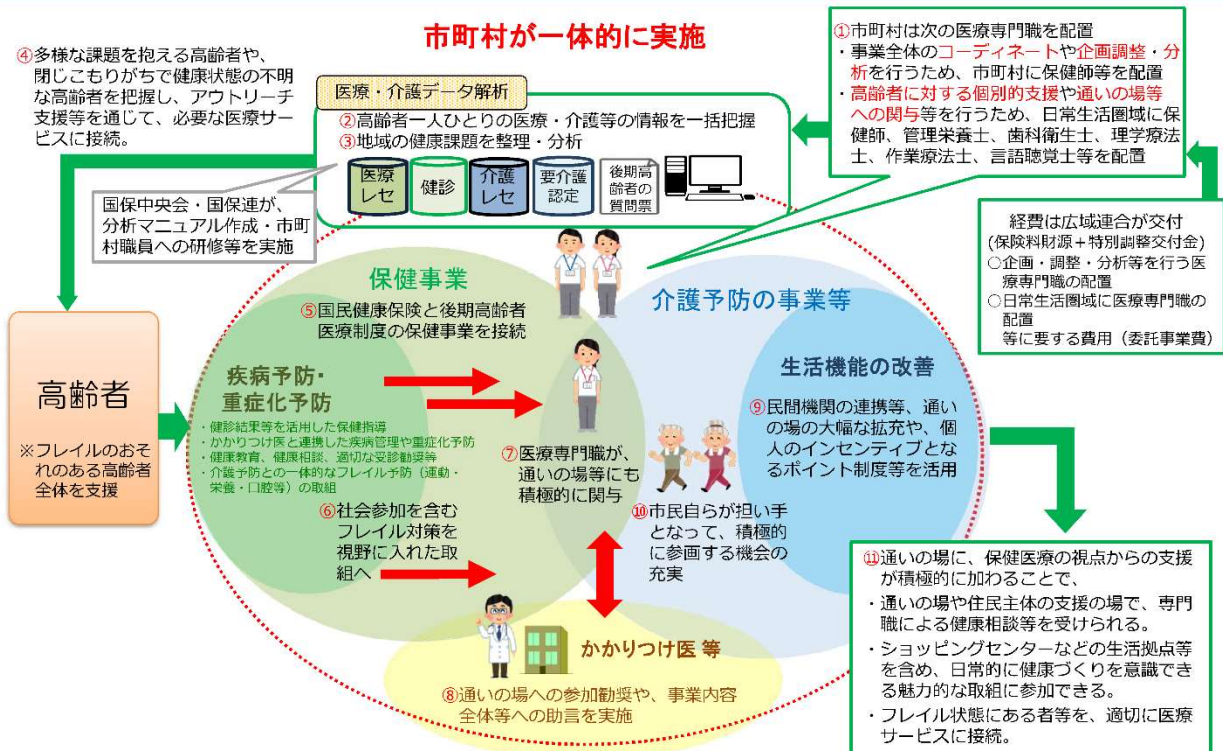 市町村が一体的に実施
④多様な課題を抱える高齢者や、
閉じこもりがちで健康状態の不明
な高齢者を把握し、アウトリーチ
支援等を通じて、必要な医療サー
ビスに接続。
医療・介護データ解析
②高齢者一人ひとりの医療・介護等の情報を一括把握
③地域の健康課題を整理・分析
医療
レセ
健診
介護
レセ
要介護
認定
後期高
齢者の
質問票
①市町村は次の医療専門職を配置
・事業全体のコーディネートや企画調整・分
析を行うため、市町村に保健師等を配置
・高齢者に対する個別的支援や通いの場等
への関与等を行うため、日常生活圏域に保
健師、管理栄養士、歯科衛生士、理学療法
士、作業療法士、言語聴覚士等を配置
国保中央会・国保連が、
分析マニュアル作成・市町
村職員への研修等を実施
経費は広域連合が交付
(保険料財源+特別調整交付金)
○企画・調整・分析等を行う医
療専門職の配置
○日常生活圏域に医療専門職の
配置
等に要する費用(委託事業費)
高齢者
※フレイルのおそ
れのある高齢者
全体を支援
保健事業
⑤国民健康保険と後期高齢者
医療制度の保健事業を接続
疾病予防・
重症化予防
・健診結果等を活用した保健指導
・かかりつけ医と連携した疾病管理や重症化予防
・健康教育、健康相談、適切な受診勧奨等
・介護予防との一体的なフレイル予防(運動・
栄養・口腔等)の取組
⑥社会参加を含む
フレイル対策を
視野に入れた取
組へ
⑦医療専門職が、
通いの場等にも
積極的に関与
介護予防の事業等
生活機能の改善
⑨民間機関の連携等、通い
の場の大幅な拡充や、個
人のインセンティブとな
るポイント制度等を活用
⑩市民自らが担い手
となって、積極的
に参画する機会の
充実
かかりつけ医 等
⑧通いの場への参加勧奨や、事業内容
全体等への助言を実施
⑪通いの場に、保健医療の視点からの支援
が積極的に加わることで、
・通いの場や住民主体の支援の場で、専門
職による健康相談等を受けられる。
・ショッピングセンターなどの生活拠点等
を含め、日常的に健康づくりを意識でき
る魅力的な取組に参加できる。
・フレイル状態にある者等を、適切に医療
サービスに接続。